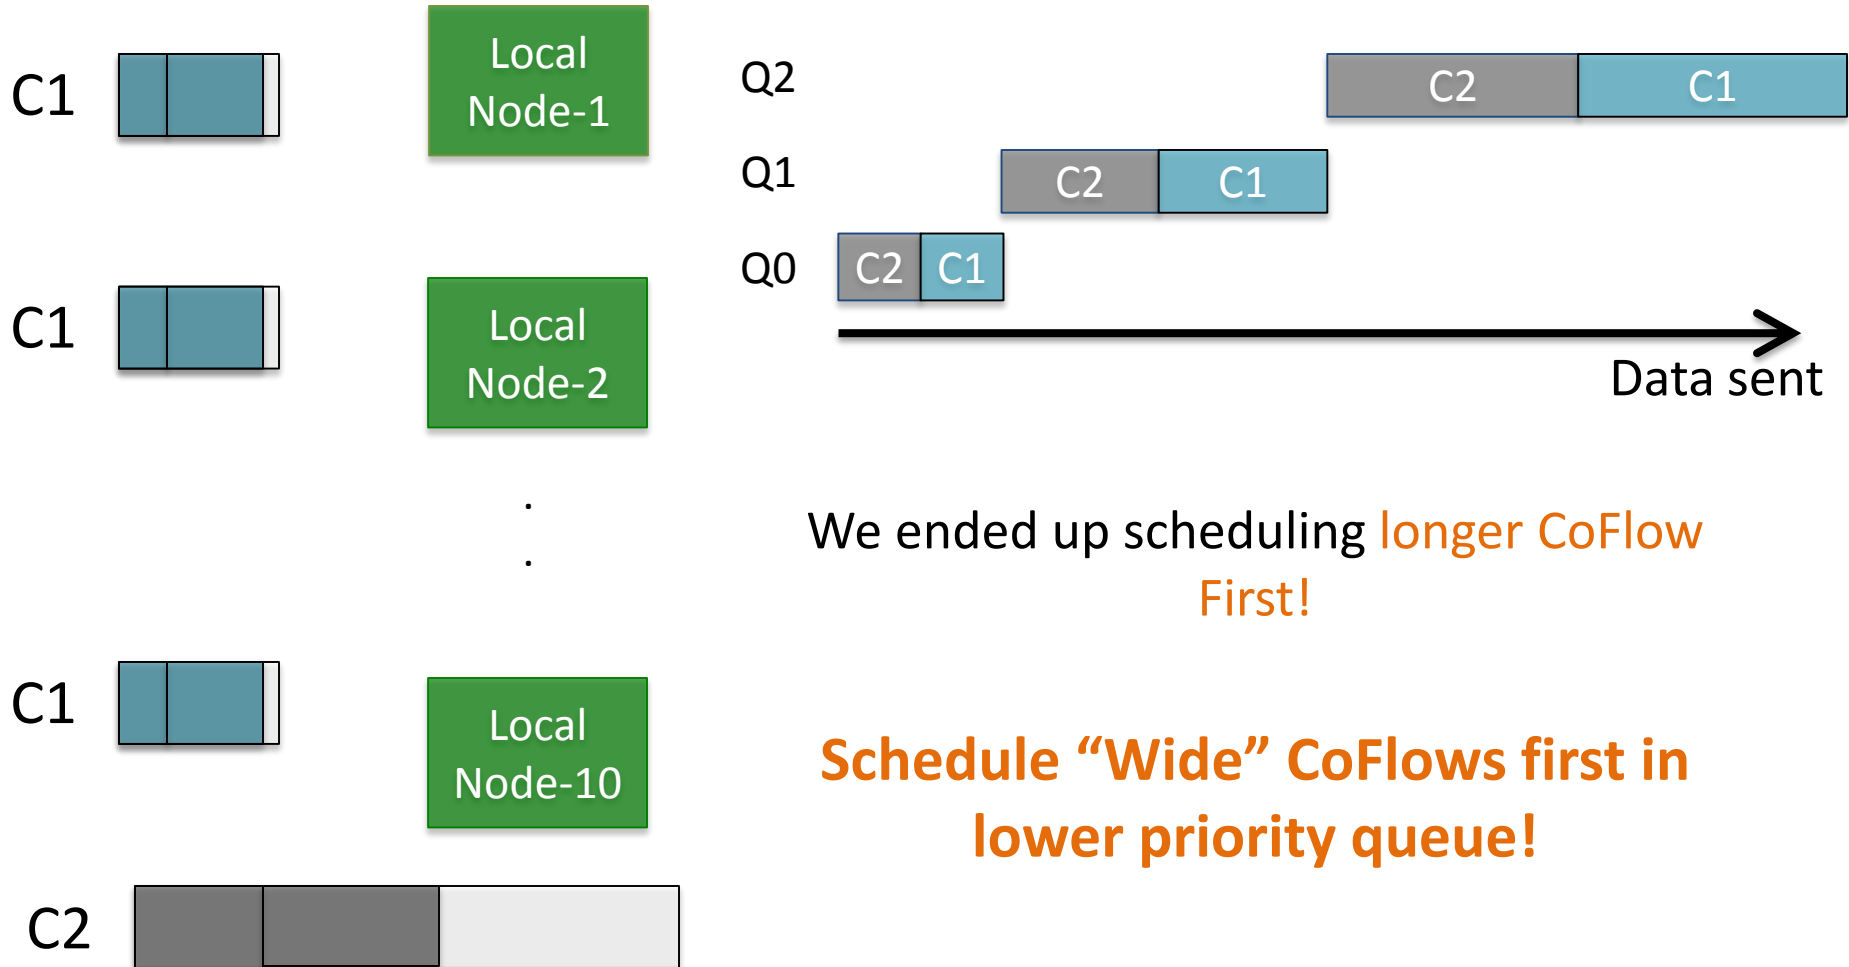 C1
Local
Node-1
C1
Local
Node-2
.
.
C1
Local
Node-10
C2
Q2
C2 C1
Q1
C2 C1
Q0
C2 C1
Data sent
We ended up scheduling longer CoFlow
First!
Schedule “Wide” CoFlows first in
lower priority queue!